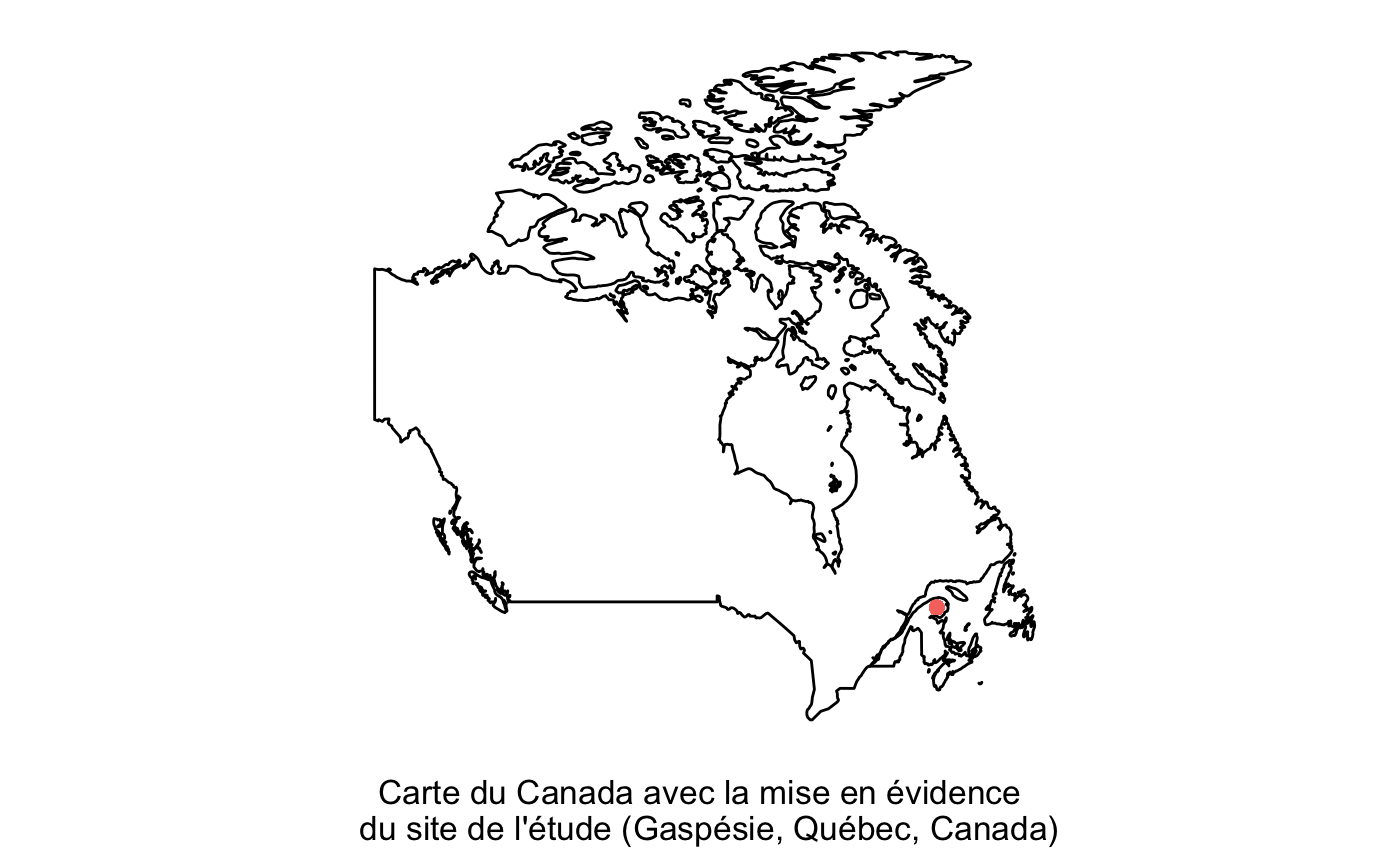 Carte du Canada avec la mise en évidence
du site de l'étude (Gaspésie, Québec, Canada)